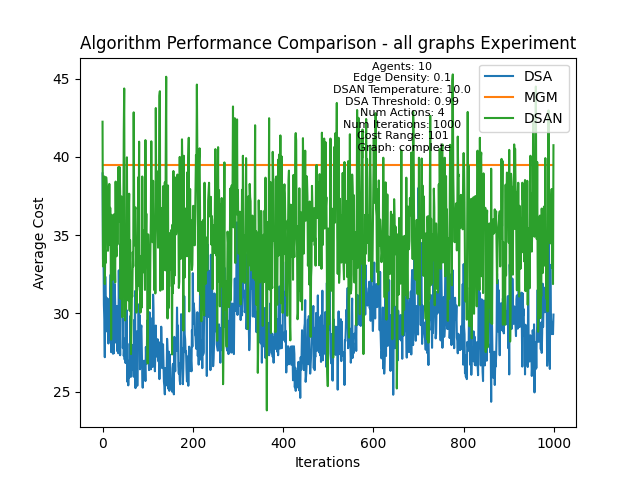 Algorithm Performance Comparison - all graphs Experiment
Agents: 10
Edge Density: 0.1
DSAN Temperature: 10.0
DSA Threshold: 0.99
Num Actions: 4
Num Iterations: 1000
Cost Range: 101
Graph: complete
DSA
MGM
DSAN
45
40
35
30
25
Average Cost
0 200 400 600 800 1000
Iterations